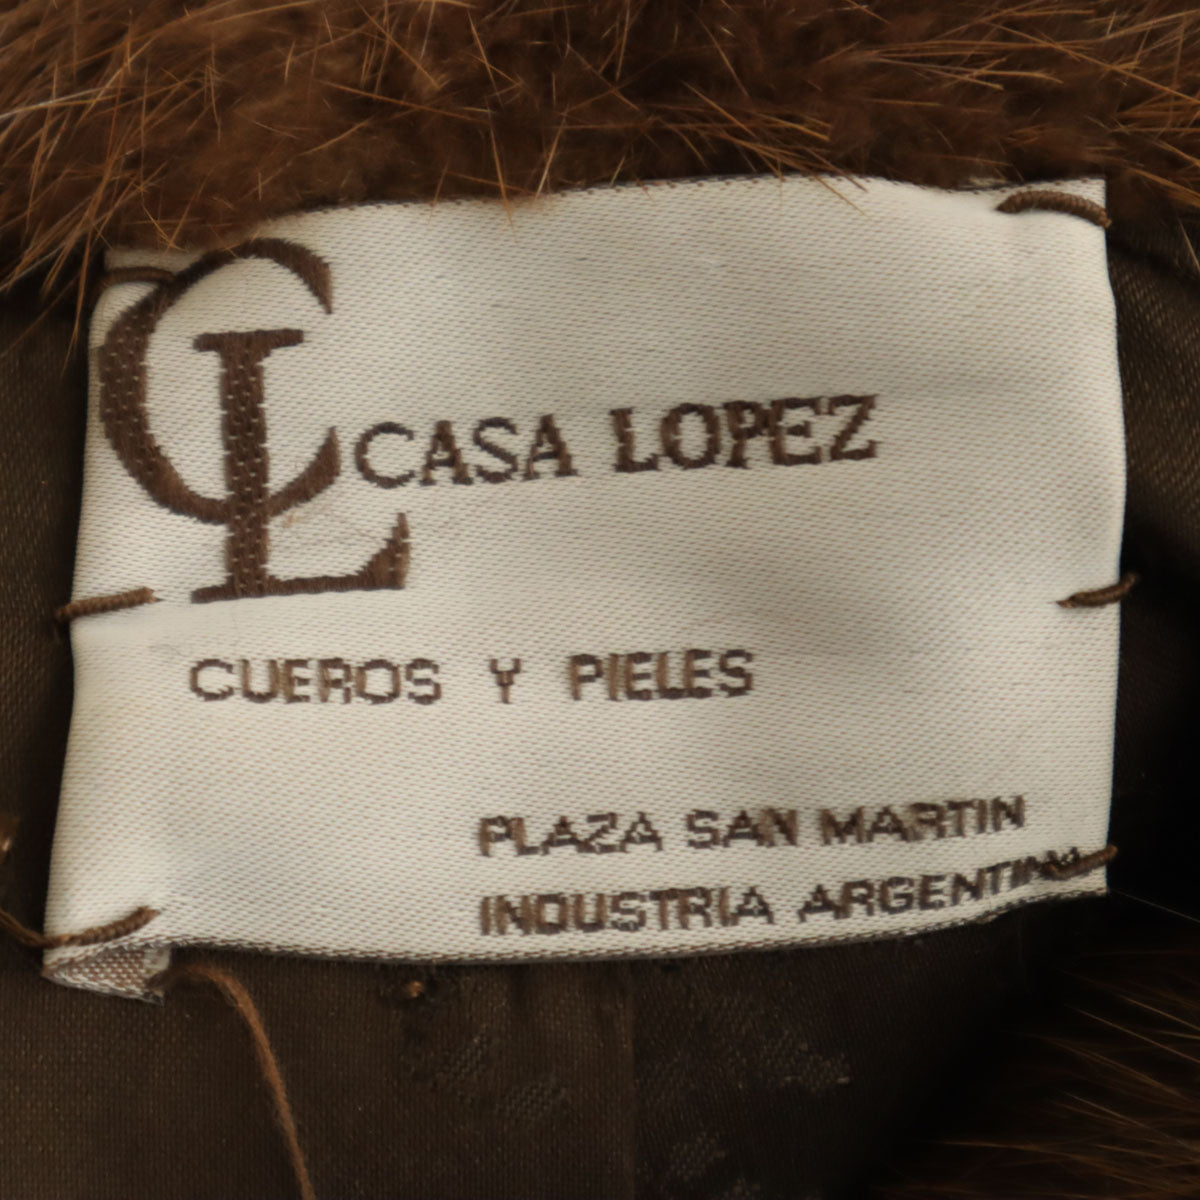 CL
CASA LOPEZ
CUEROS Y PIELES
PLAZA SAN MARTIN
INDUSTRIA ARGENTINA